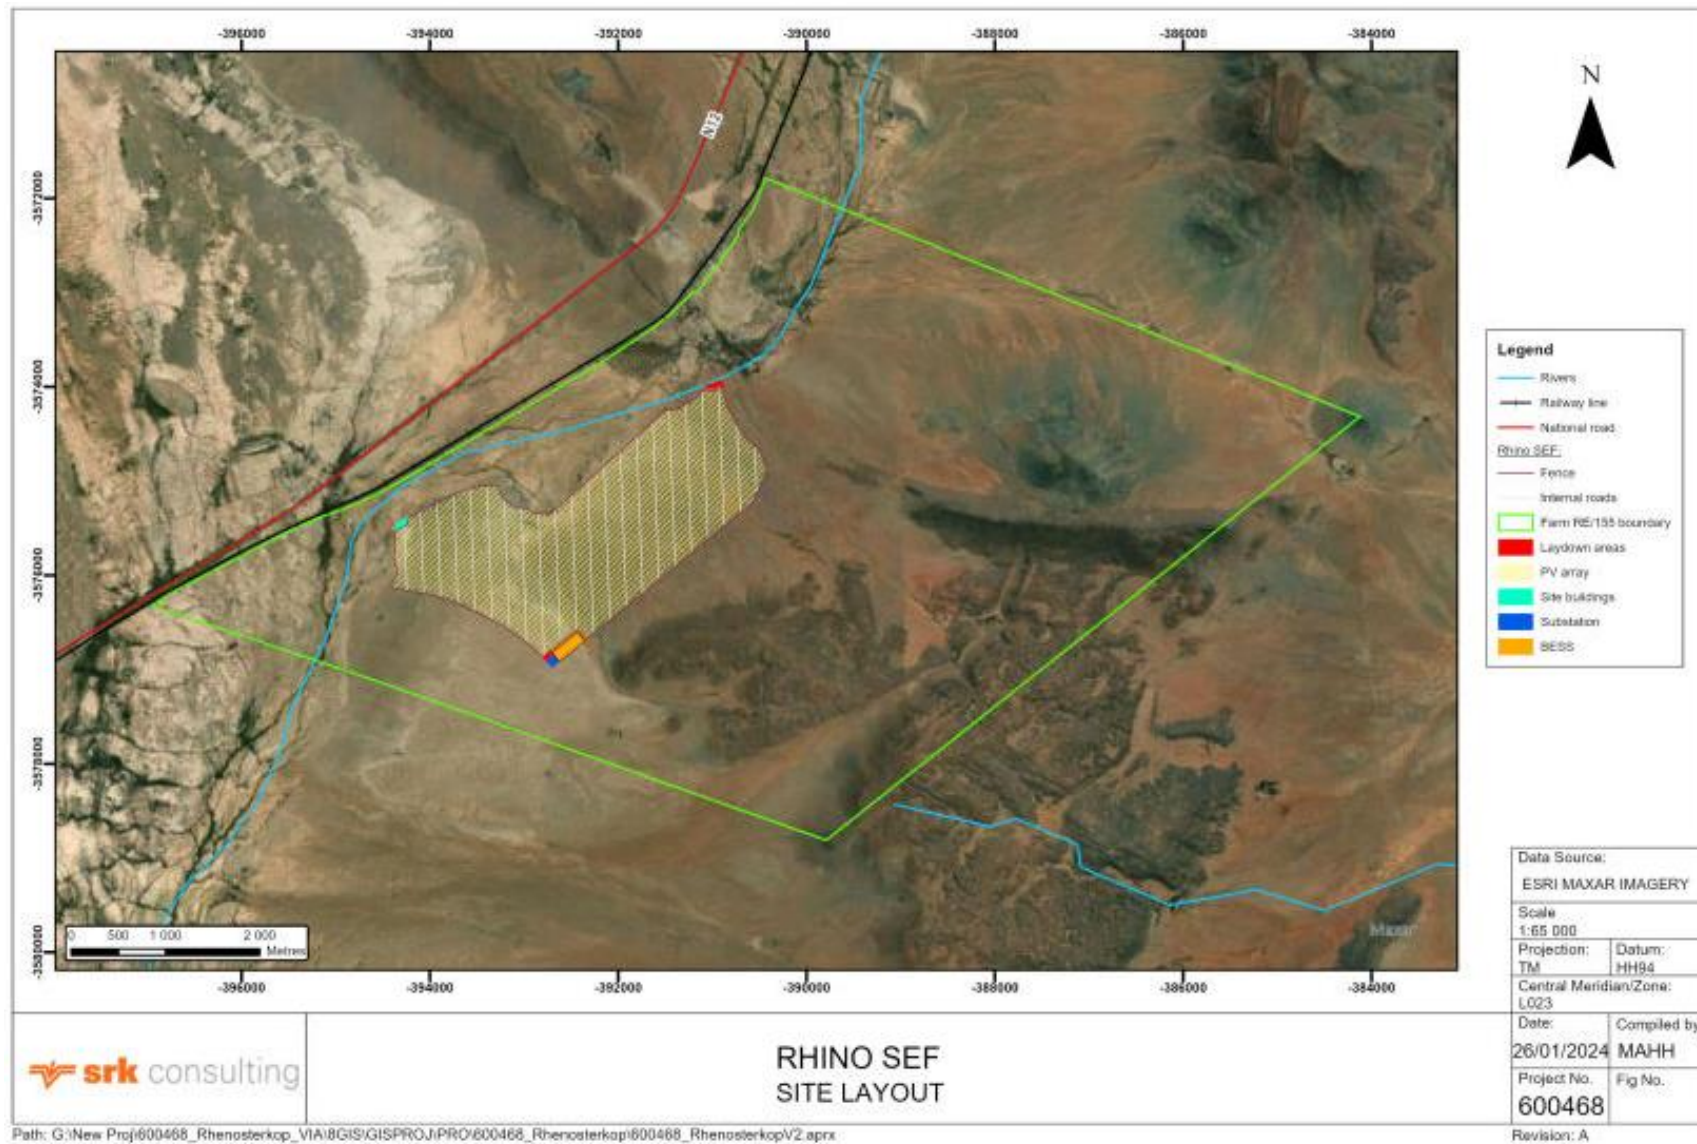 -396000 -394000 -392000 -390000 -388000 -386000 -384000
N
N12
-3572000
-3574000
-3576000
-3578000
-3580000
Legend
Rivers
Railway line
National road
Rhino SEF:
Fence
Internal roads
Farm RE/155 boundary
Laydown areas
PV array
Site buildings
Substation
BESS
0 500 1 000 2 000
Metres
Maxar
-396000 -394000 -392000 -390000 -388000 -386000 -384000
Data Source:
ESRI MAXAR IMAGERY
Scale
1:65 000
Projection: Datum:
TM HH94
Central Meridian/Zone:
L023
Date: Compiled by
26/01/2024 MAHH
Project No. Fig No.
600468
Revision: A
srk consulting
RHINO SEF
SITE LAYOUT
Path: G:\New Proj\600468_Rhenosterkop_VIA\8GIS\GISPROJ\PRO\600468_Rhenosterkop\600468_RhenosterkopV2.aprx